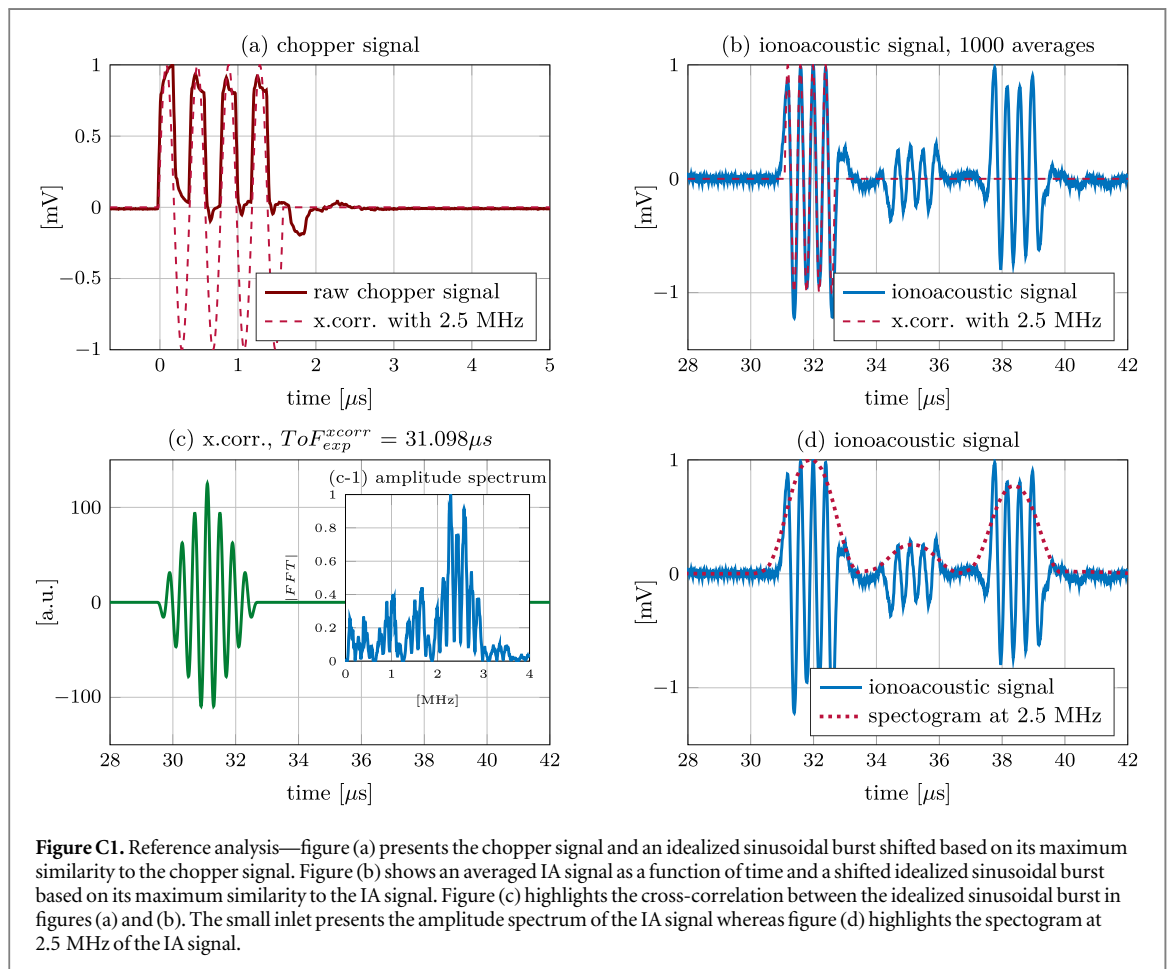 (a) chopper signal
1
0.5
0
−0.5
−1
[mV]
raw chopper signal
x.corr. with 2.5 MHz
0 1 2 3 4 5
time [μs]
(b) ionoacoustic signal, 1000 averages
1
0
−1
[mV]
ionoacoustic signal
x.corr. with 2.5 MHz
28 30 32 34 36 38 40 42
time [μs]
(c) x.corr., ToF_exp^xcorr = 31.098μs
100
0
−100
[a.u.]
28 30 32 34 36 38 40 42
time [μs]
(c-1) amplitude spectrum
1
0.8
0.6
0.4
0.2
0
|FFT|
0 1 2 3 4
[MHz]
(d) ionoacoustic signal
1
0
−1
[mV]
ionoacoustic signal
spectogram at 2.5 MHz
28 30 32 34 36 38 40 42
time [μs]
Figure C1. Reference analysis—figure (a) presents the chopper signal and an idealized sinusoidal burst shifted based on its maximum
similarity to the chopper signal. Figure (b) shows an averaged IA signal as a function of time and a shifted idealized sinusoidal burst
based on its maximum similarity to the IA signal. Figure (c) highlights the cross-correlation between the idealized sinusoidal burst in
figures (a) and (b). The small inlet presents the amplitude spectrum of the IA signal whereas figure (d) highlights the spectogram at
2.5 MHz of the IA signal.